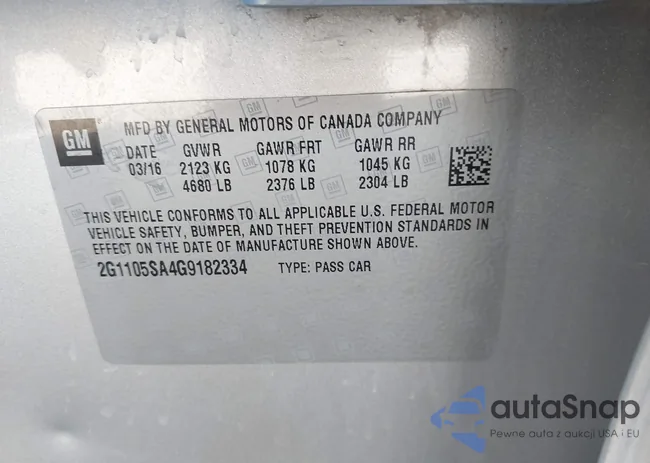 GM MFD BY GENERAL MOTORS OF CANADA COMPANY
DATE GVWR GAWR FRT GAWR RR
03/16 2123 KG 1078 KG 1045 KG
4680 LB 2376 LB 2304 LB
THIS VEHICLE CONFORMS TO ALL APPLICABLE U.S. FEDERAL MOTOR
VEHICLE SAFETY, BUMPER, AND THEFT PREVENTION STANDARDS IN
EFFECT ON THE DATE OF MANUFACTURE SHOWN ABOVE.
2G1105SA4G9182334 TYPE: PASS CAR
autaSnap
Pewne auta z aukcji USA i EU